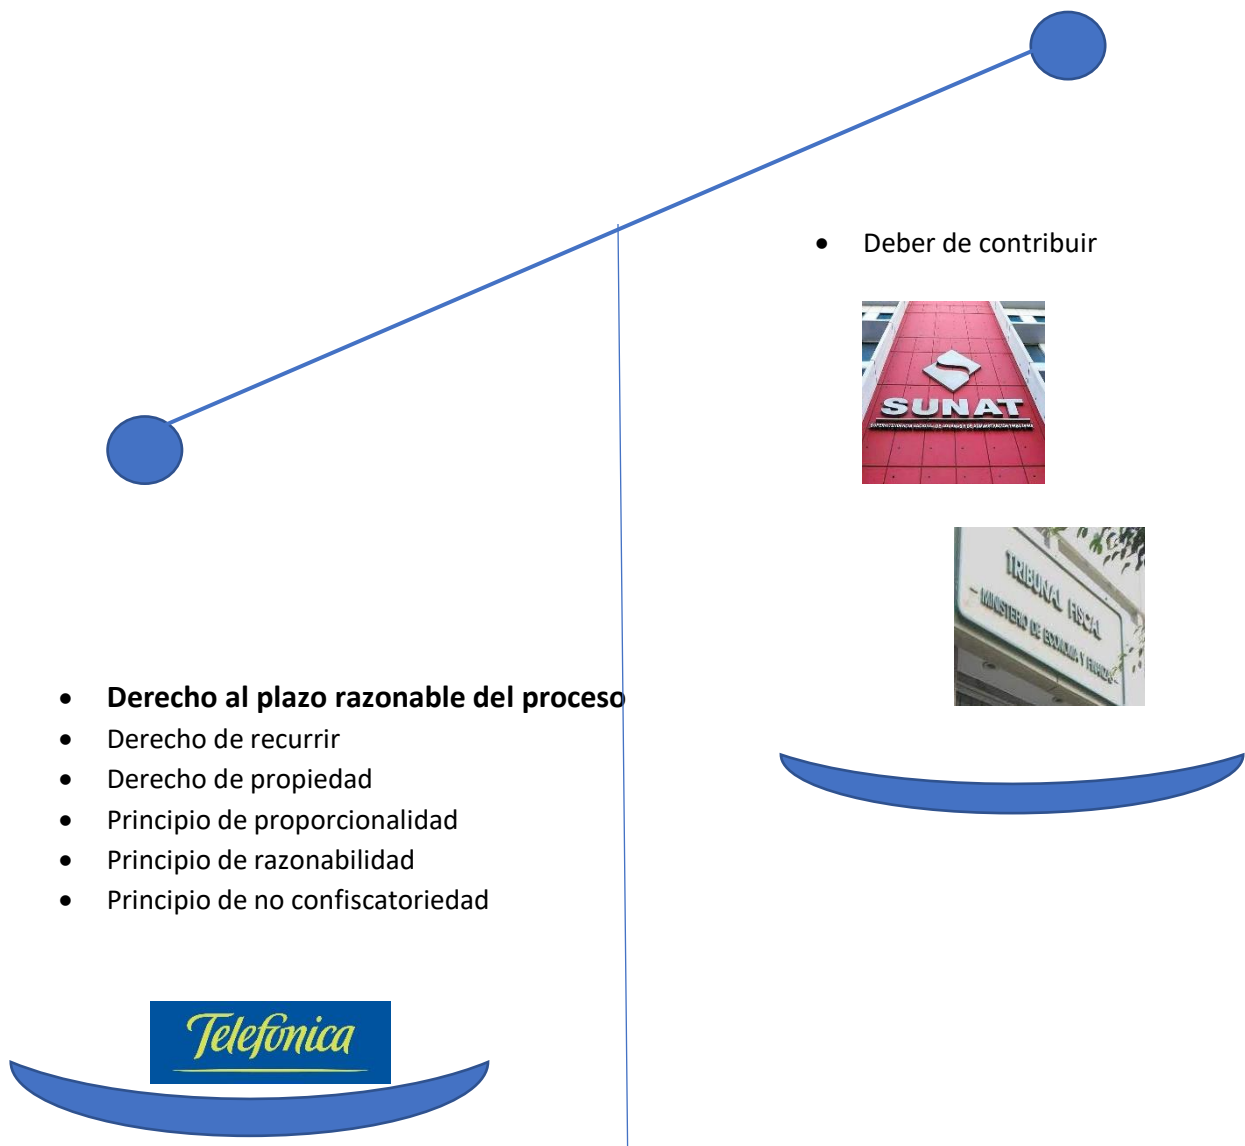 Deber de contribuir
SUNAT
TRIBUNAL FISCAL
- MINISTERIO DE ECONOMIA Y FINANZAS -
Derecho al plazo razonable del proceso
Derecho de recurrir
Derecho de propiedad
Principio de proporcionalidad
Principio de razonabilidad
Principio de no confiscatoriedad
Telefónica